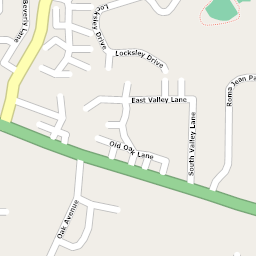 Beverly Lane
Locksley Drive
Locksley Drive
East Valley Lane
South Valley Lane
Roma Jean Pa
Old Oak Lane
Oak Avenue